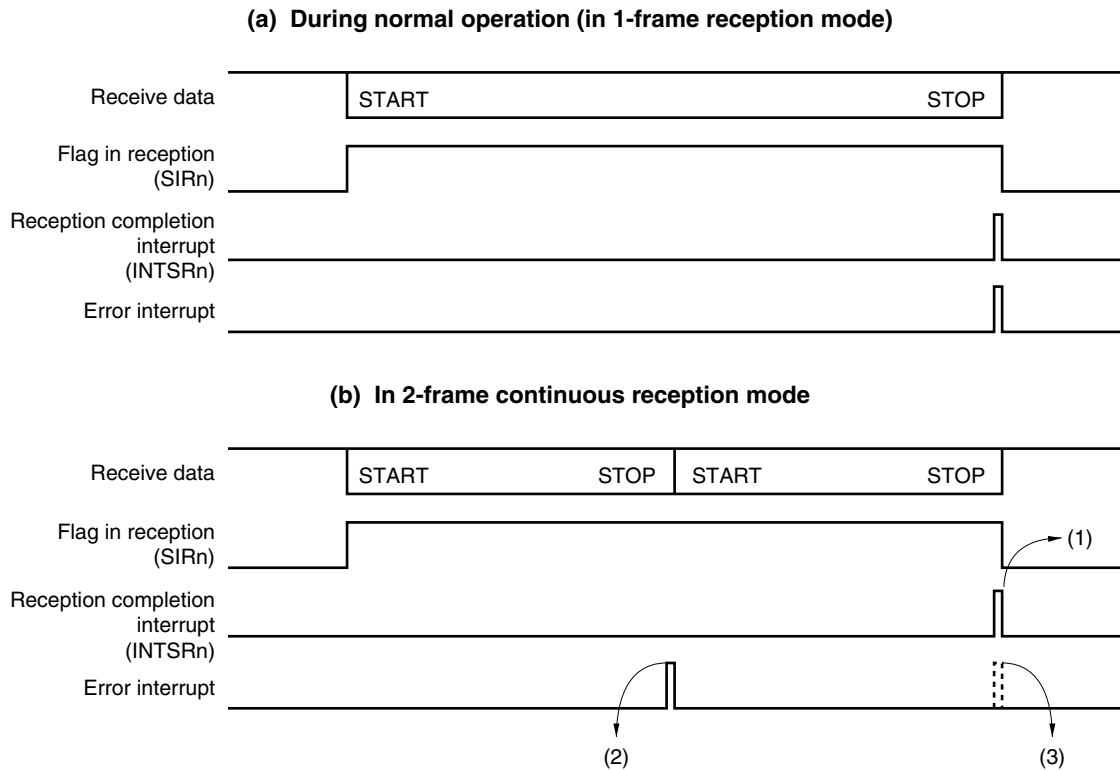 (a) During normal operation (in 1-frame reception mode)
Receive data
START
STOP
Flag in reception
(SIRn)
Reception completion
interrupt
(INTSRn)
Error interrupt
(b) In 2-frame continuous reception mode
Receive data
START
STOP
START
STOP
Flag in reception
(SIRn)
(1)
Reception completion
interrupt
(INTSRn)
Error interrupt
(2)
(3)